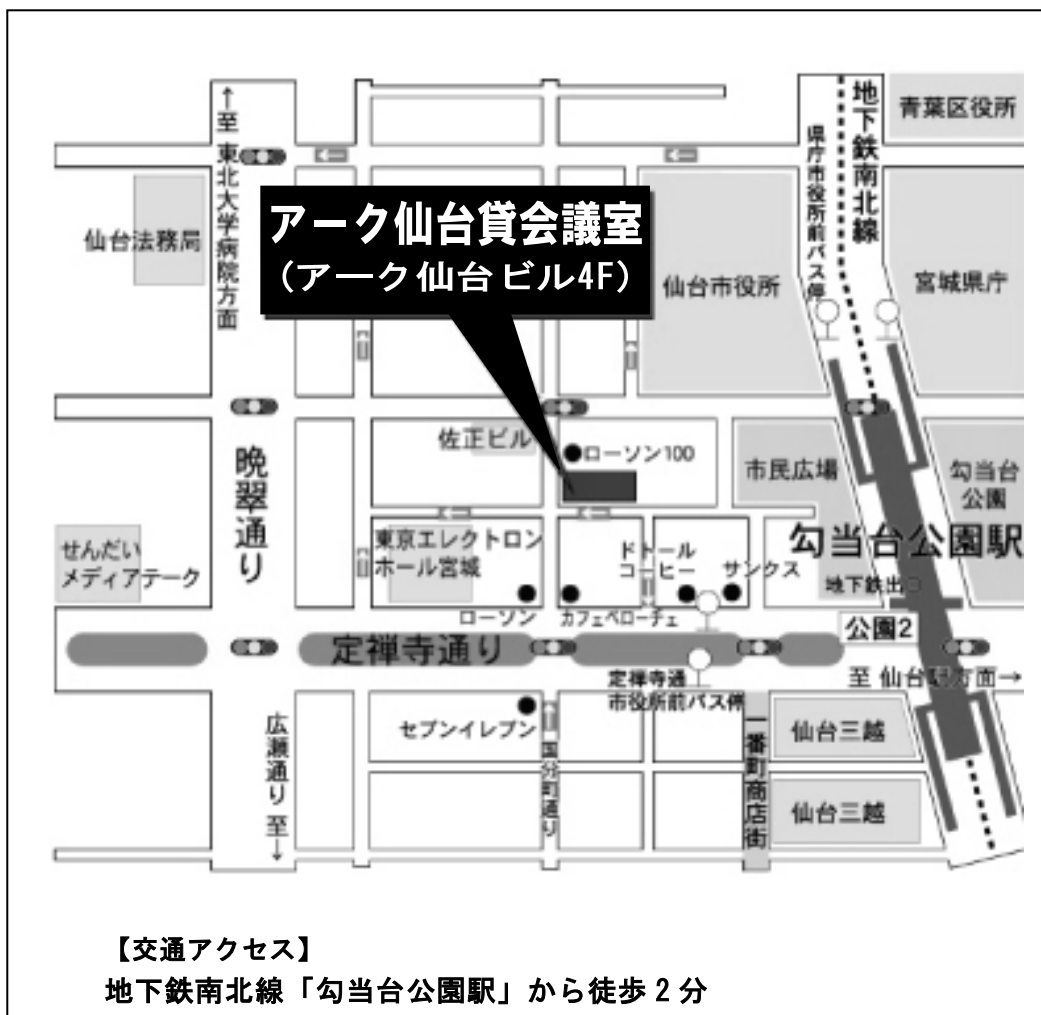 地下鉄南北線
青葉区役所
県庁市役所前バス停
←至 東北大学病院方面
仙台法務局
アーク仙台貸会議室
(アーク仙台ビル4F)
仙台市役所
宮城県庁
佐正ビル
ローソン100
市民広場
勾当台
公園
晩翠通り
せんだい
メディアテーク
東京エレクトロン
ホール宮城
ドトール
コーヒー
サンクス
勾当台公園駅
地下鉄出口
ローソン
カフェベローチェ
公園2
定禅寺通り
至 仙台駅方面→
定禅寺通
市役所前バス停
セブンイレブン
国分町通り
一番町商店街
仙台三越
仙台三越
広瀬通り 至→
【交通アクセス】
地下鉄南北線「勾当台公園駅」から徒歩2分